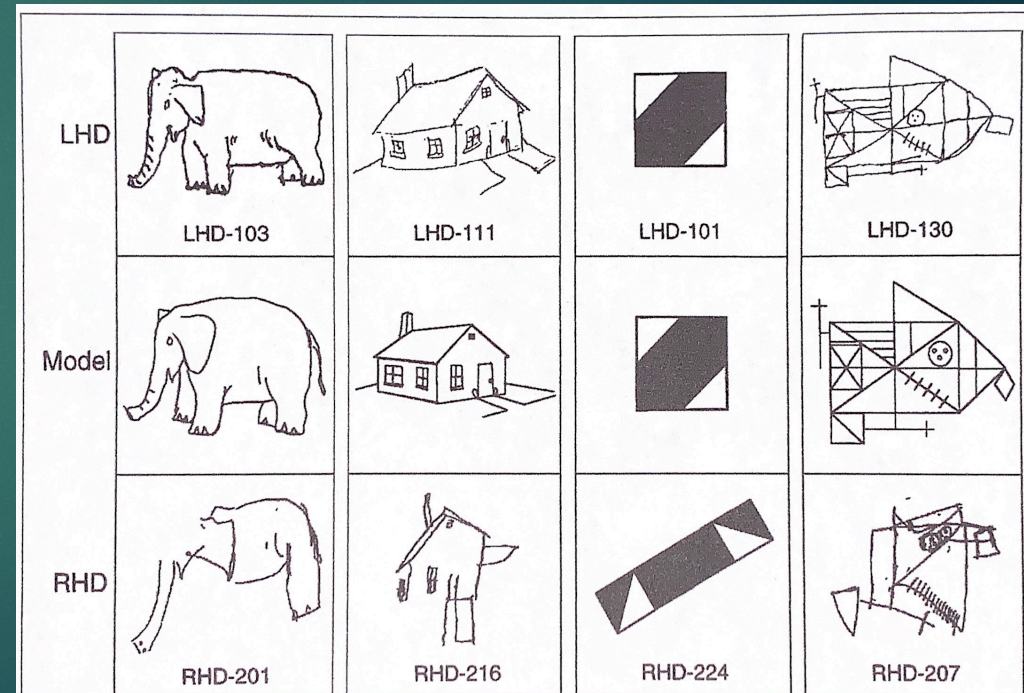 LHD
LHD-103 LHD-111 LHD-101 LHD-130
Model
RHD
RHD-201 RHD-216 RHD-224 RHD-207